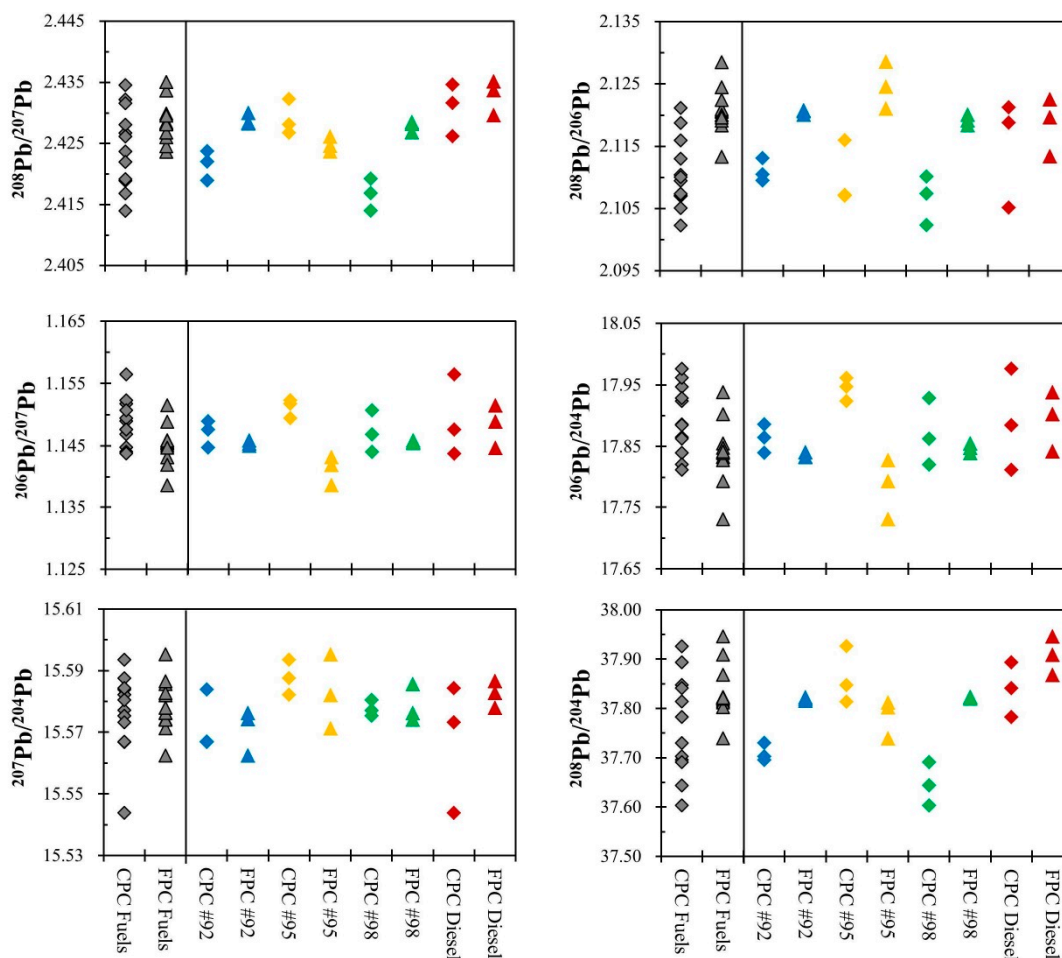 ²⁰⁸Pb/²⁰⁷Pb
2.445
2.435
2.425
2.415
2.405
²⁰⁸Pb/²⁰⁶Pb
2.135
2.125
2.115
2.105
2.095
²⁰⁶Pb/²⁰⁷Pb
1.165
1.155
1.145
1.135
1.125
²⁰⁶Pb/²⁰⁴Pb
18.05
17.95
17.85
17.75
17.65
²⁰⁷Pb/²⁰⁴Pb
15.61
15.59
15.57
15.55
15.53
CPC Fuels
FPC Fuels
CPC #92
FPC #92
CPC #95
FPC #95
CPC #98
FPC #98
CPC Diesel
FPC Diesel
²⁰⁸Pb/²⁰⁴Pb
38.00
37.90
37.80
37.70
37.60
37.50
CPC Fuels
FPC Fuels
CPC #92
FPC #92
CPC #95
FPC #95
CPC #98
FPC #98
CPC Diesel
FPC Diesel